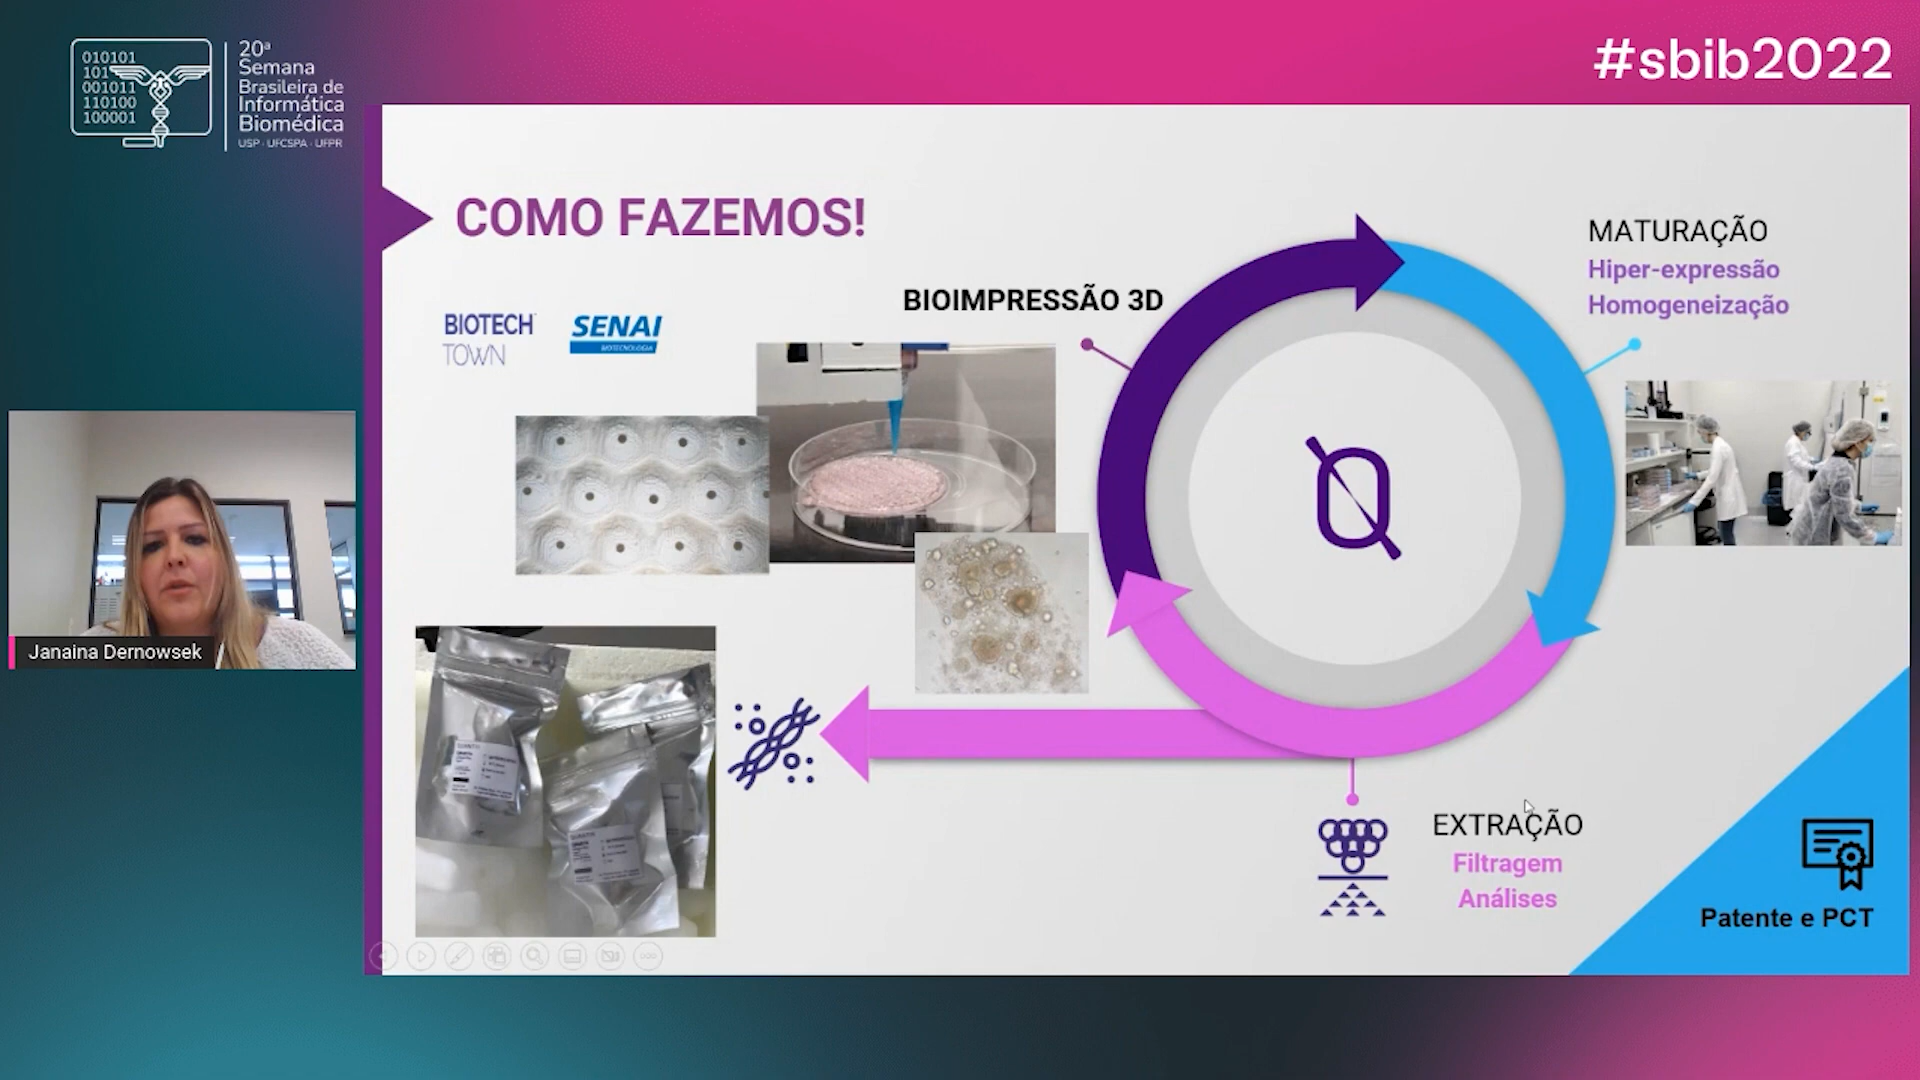 010101
101
001011
110100
100001
20ª
Semana
Brasileira de
Informática
Biomédica
USP · UFCSPA · UFPR
#sbib2022
COMO FAZEMOS!
BIOTECH
TOWN
SENAI
BIOTECNOLOGIA
BIOIMPRESSÃO 3D
MATURAÇÃO
Hiper-expressão
Homogeneização
Janaina Dernowsek
EXTRAÇÃO
Filtragem
Análises
Patente e PCT